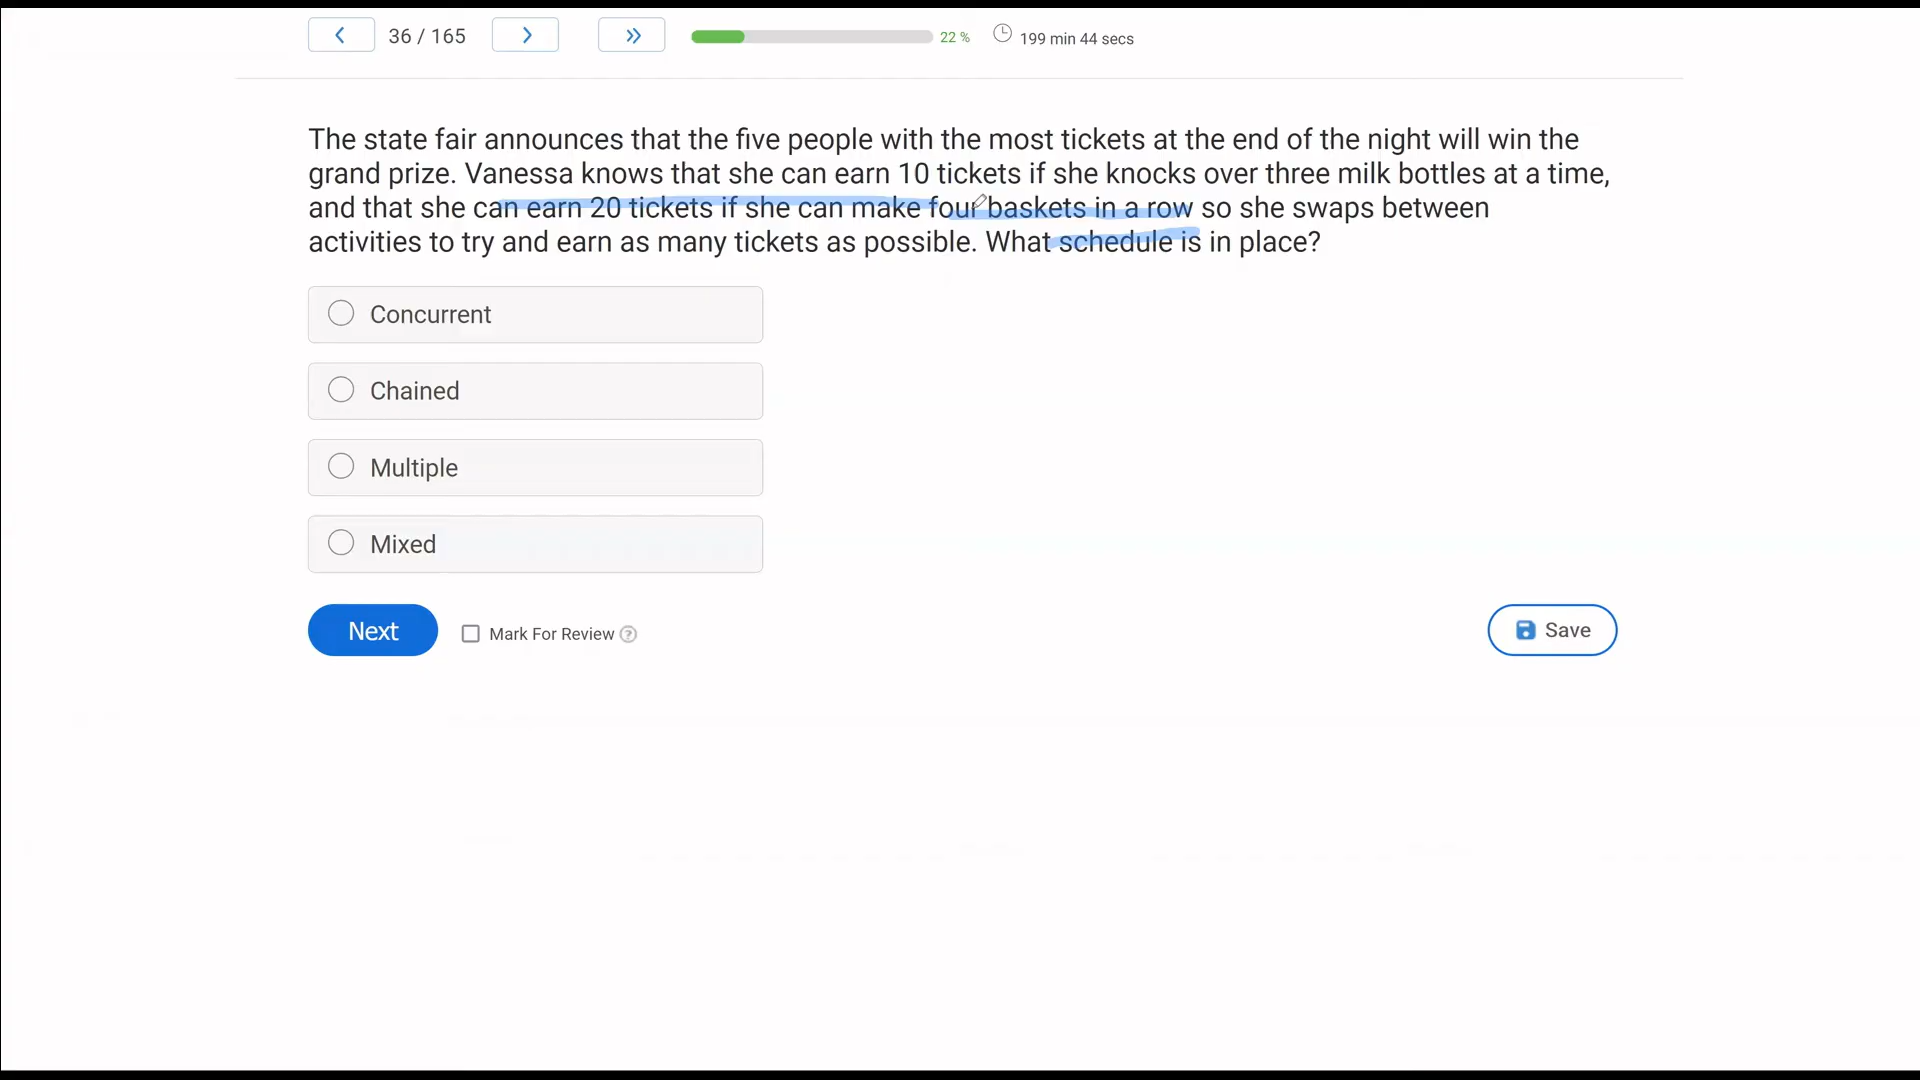 36 / 165
22 %
199 min 44 secs
The state fair announces that the five people with the most tickets at the end of the night will win the
grand prize. Vanessa knows that she can earn 10 tickets if she knocks over three milk bottles at a time,
and that she can earn 20 tickets if she can make four baskets in a row so she swaps between
activities to try and earn as many tickets as possible. What schedule is in place?
Concurrent
Chained
Multiple
Mixed
Next
Mark For Review ?
Save